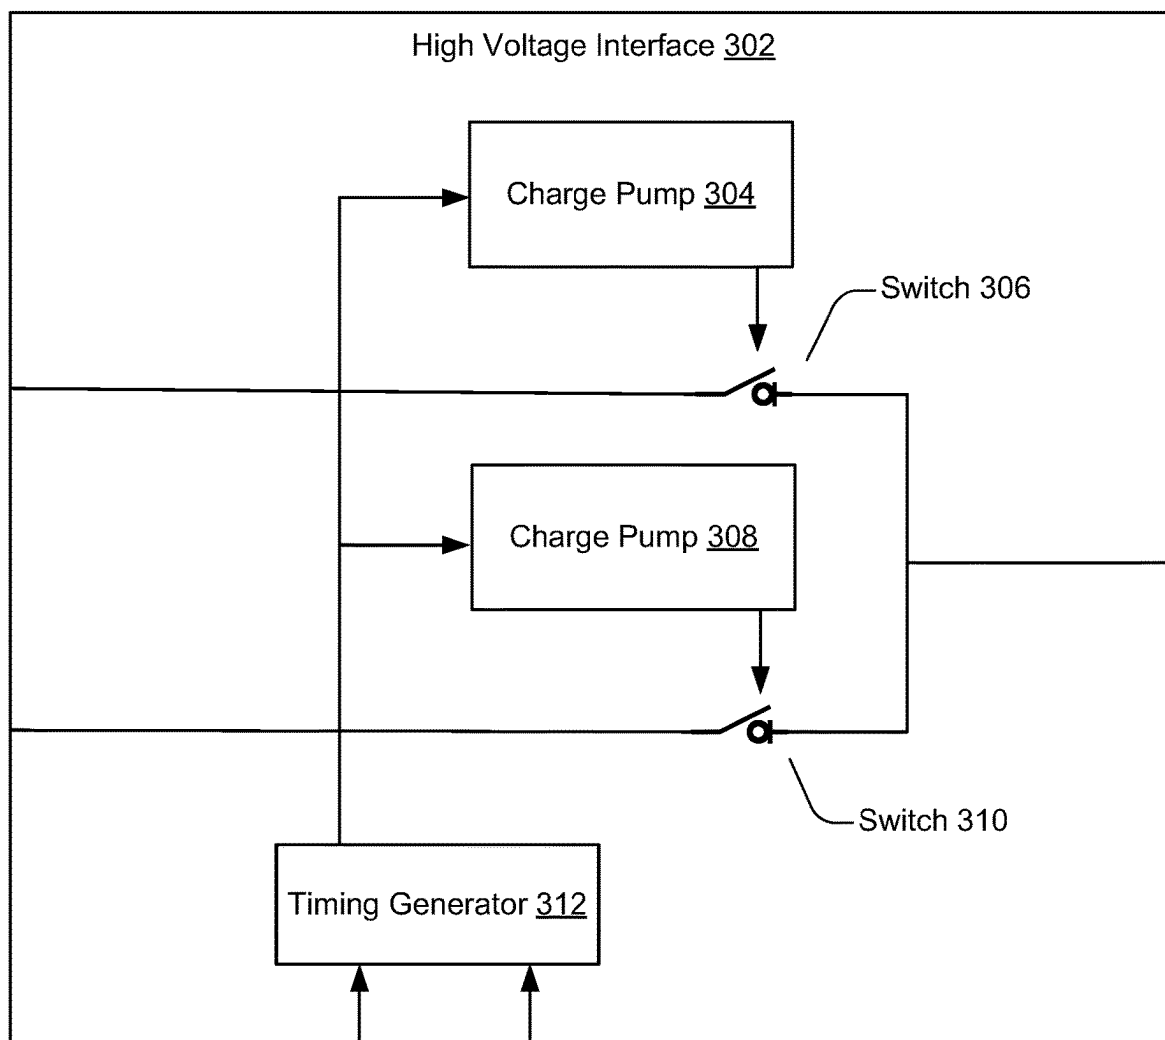 High Voltage Interface 302
Charge Pump 304
Switch 306
Charge Pump 308
Switch 310
Timing Generator 312